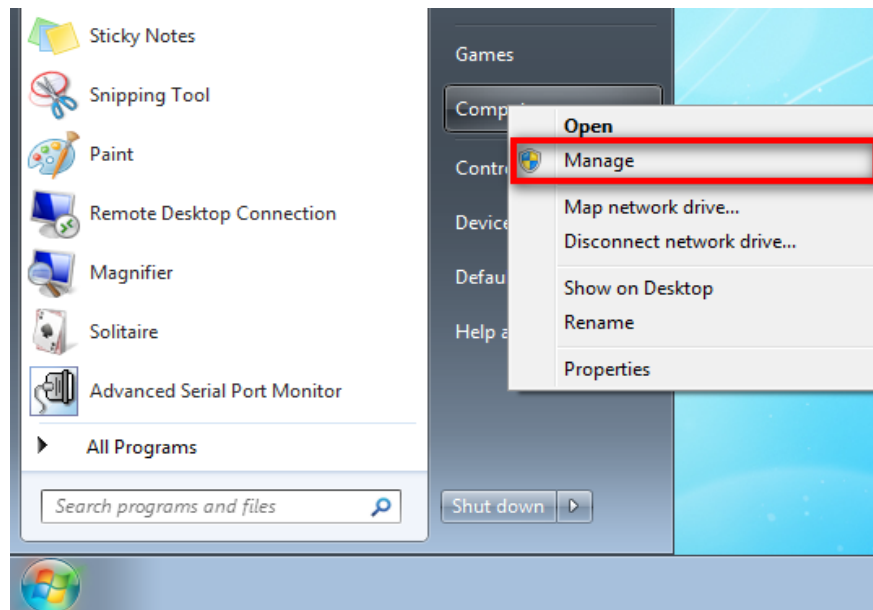 Sticky Notes
Snipping Tool
Paint
Remote Desktop Connection
Magnifier
Solitaire
Advanced Serial Port Monitor
All Programs
Search programs and files
Games
Shut down
Open
Manage
Map network drive...
Disconnect network drive...
Show on Desktop
Rename
Properties